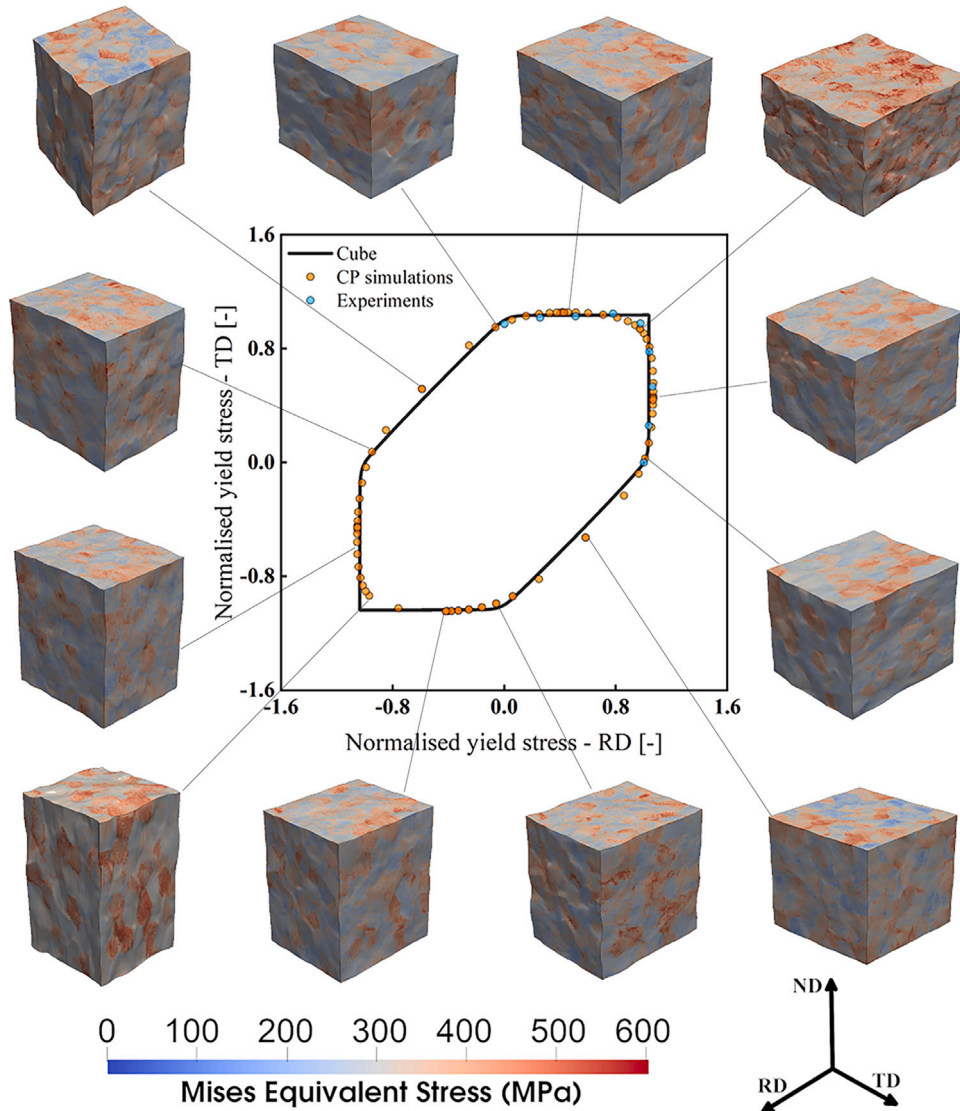 1.6
Cube
CP simulations
Experiments
0.8
0.0
-0.8
-1.6
Normalised yield stress - TD [-]
-1.6 -0.8 0.0 0.8 1.6
Normalised yield stress - RD [-]
0 100 200 300 400 500 600
Mises Equivalent Stress (MPa)
ND
RD TD